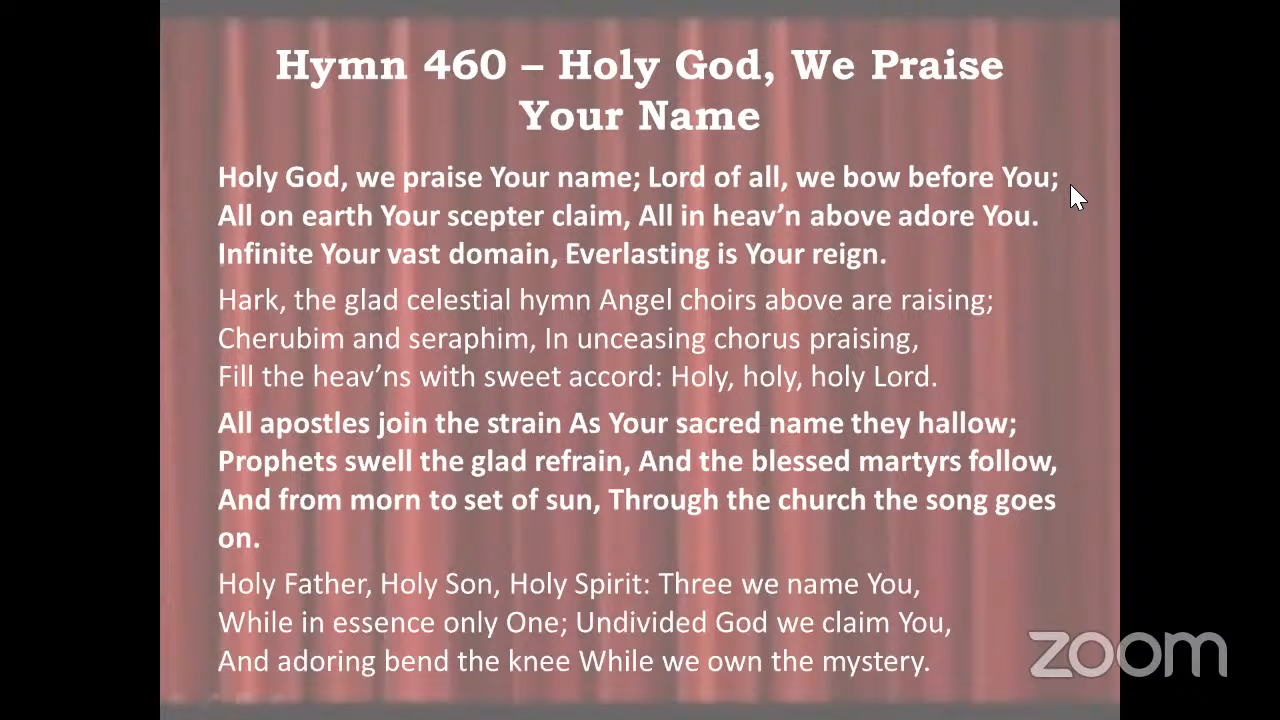 Hymn 460 – Holy God, We Praise
Your Name
Holy God, we praise Your name; Lord of all, we bow before You;
All on earth Your scepter claim, All in heav’n above adore You.
Infinite Your vast domain, Everlasting is Your reign.
Hark, the glad celestial hymn Angel choirs above are raising;
Cherubim and seraphim, In unceasing chorus praising,
Fill the heav’ns with sweet accord: Holy, holy, holy Lord.
All apostles join the strain As Your sacred name they hallow;
Prophets swell the glad refrain, And the blessed martyrs follow,
And from morn to set of sun, Through the church the song goes
on.
Holy Father, Holy Son, Holy Spirit: Three we name You,
While in essence only One; Undivided God we claim You,
And adoring bend the knee While we own the mystery.
zoom